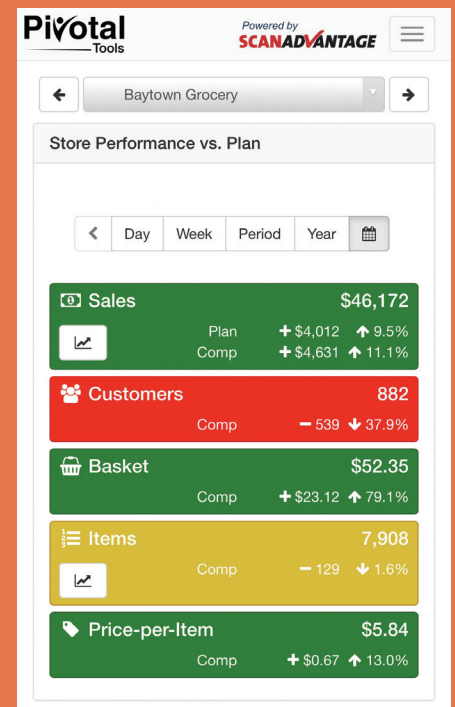 Pivotal
Tools
Powered by
SCANADVANTAGE
Baytown Grocery
Store Performance vs. Plan
Day Week Period Year
Sales $46,172
Plan + $4,012 ↑ 9.5%
Comp + $4,631 ↑ 11.1%
Customers 882
Comp − 539 ↓ 37.9%
Basket $52.35
Comp + $23.12 ↑ 79.1%
Items 7,908
Comp − 129 ↓ 1.6%
Price-per-Item $5.84
Comp + $0.67 ↑ 13.0%